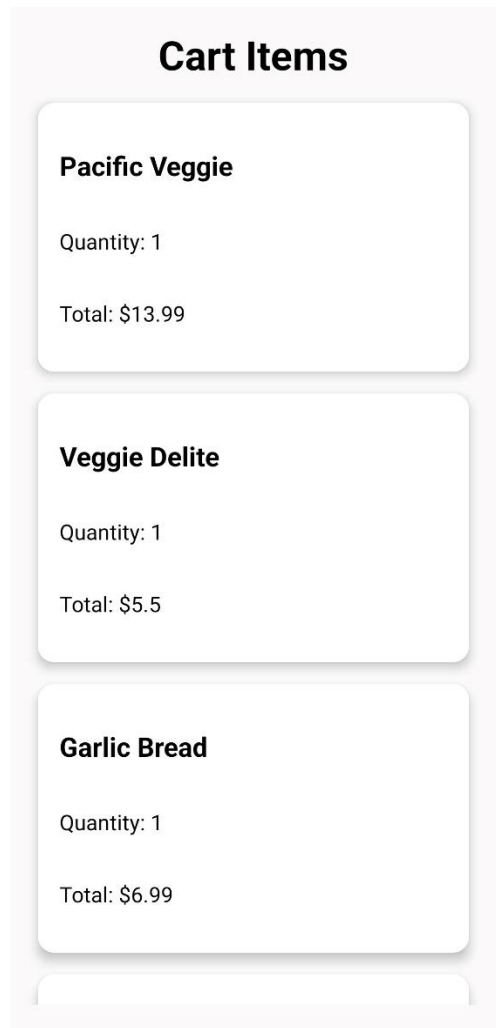 Cart Items
Pacific Veggie
Quantity: 1
Total: $13.99
Veggie Delite
Quantity: 1
Total: $5.5
Garlic Bread
Quantity: 1
Total: $6.99